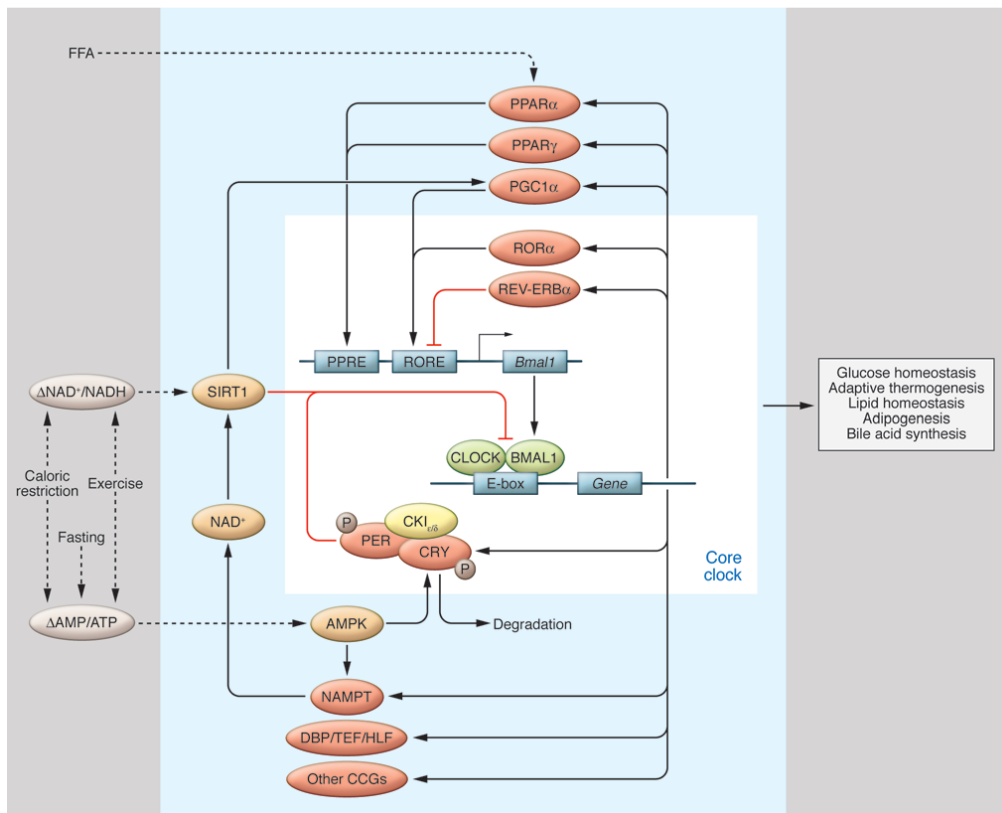 FFA
PPARα
PPARγ
PGC1α
RORα
REV-ERBα
PPRE
RORE
Bmal1
ΔNAD⁺/NADH
SIRT1
Glucose homeostasis
Adaptive thermogenesis
Lipid homeostasis
Adipogenesis
Bile acid synthesis
CLOCK
BMAL1
E-box
Gene
Caloric
restriction
Exercise
NAD⁺
Fasting
P
CKIε/δ
PER
CRY
P
Core
clock
ΔAMP/ATP
AMPK
Degradation
NAMPT
DBP/TEF/HLF
Other CCGs